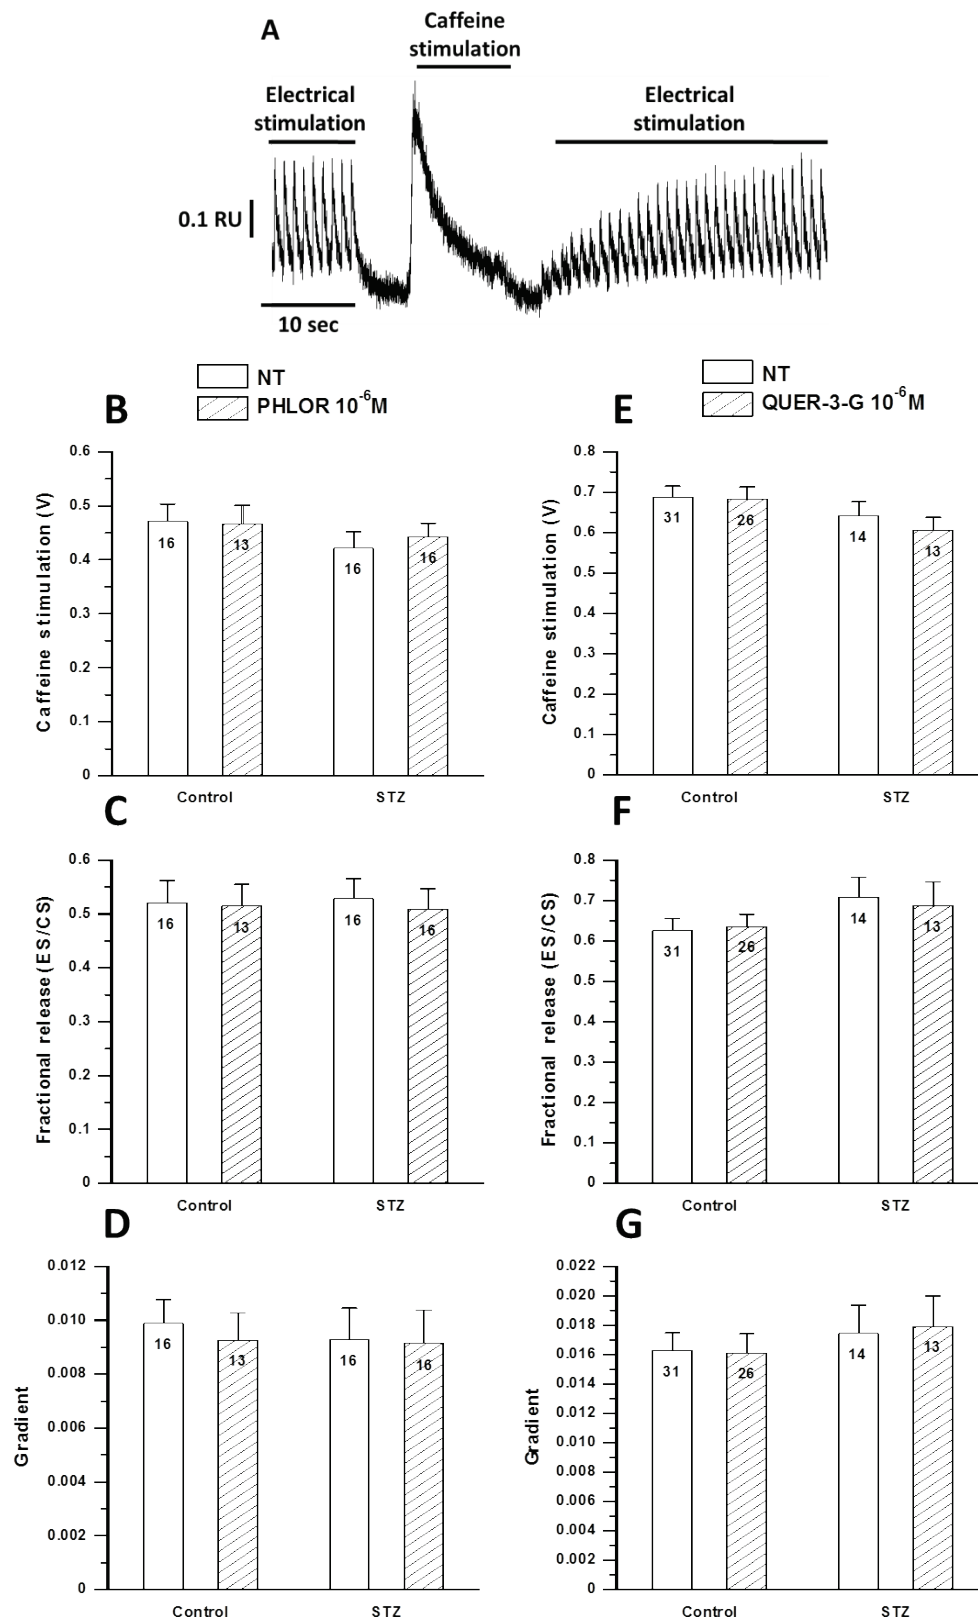 A
Caffeine
stimulation
Electrical
stimulation
Electrical
stimulation
0.1 RU
10 sec
B
NT
PHLOR 10⁻⁶M
0.6
0.5
0.4
0.3
0.2
0.1
0
Caffeine stimulation (V)
16
13
16
16
Control
STZ
E
NT
QUER-3-G 10⁻⁶M
0.8
0.7
0.6
0.5
0.4
0.3
0.2
0.1
0
Caffeine stimulation (V)
31
26
14
13
Control
STZ
C
0.6
0.5
0.4
0.3
0.2
0.1
0
Fractional release (ES/CS)
16
13
16
16
Control
STZ
F
0.8
0.7
0.6
0.5
0.4
0.3
0.2
0.1
0
Fractional release (ES/CS)
31
26
14
13
Control
STZ
D
0.012
0.010
0.008
0.006
0.004
0.002
0
Gradient
16
13
16
16
Control
STZ
G
0.022
0.020
0.018
0.016
0.014
0.012
0.010
0.008
0.006
0.004
0.002
0
Gradient
31
26
14
13
Control
STZ